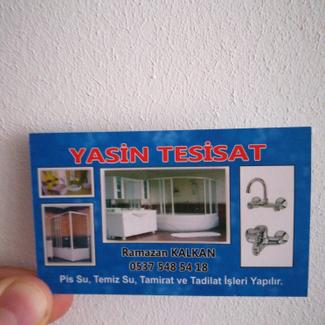 YASİN TESİSAT
Ramazan KALKAN
0537 548 54 18
Pis Su, Temiz Su, Tamirat ve Tadilat İşleri Yapılır.